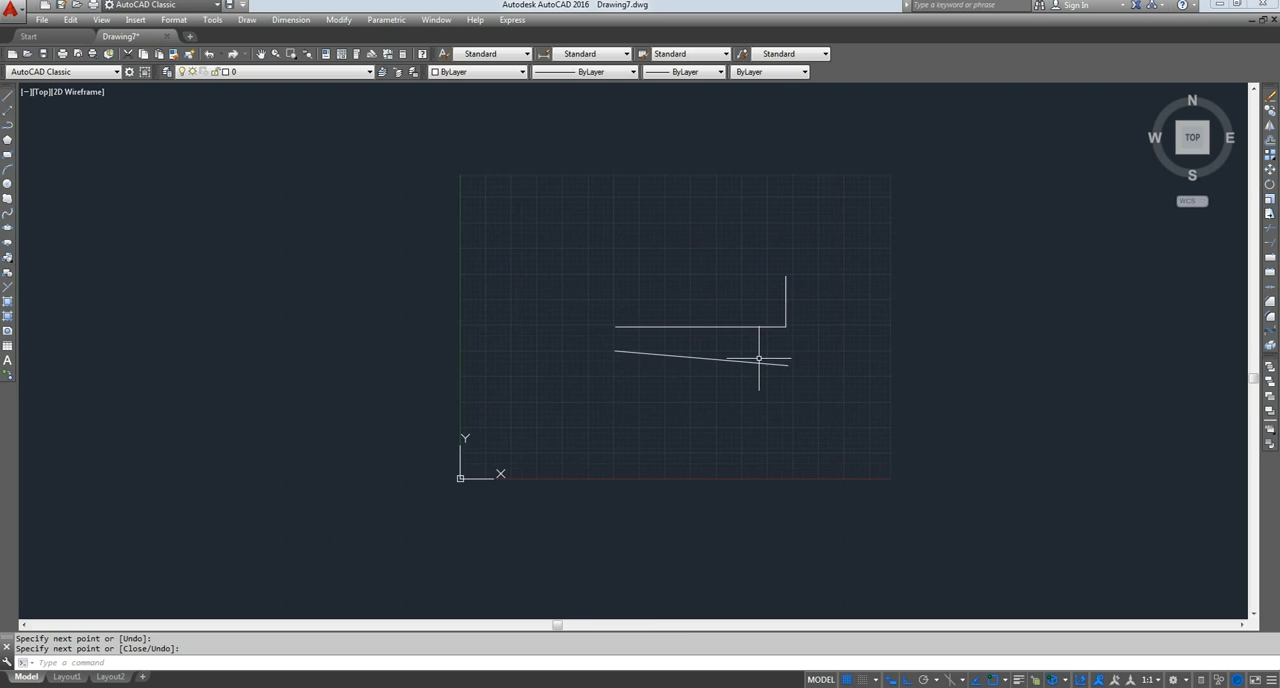 AutoCAD Classic
Autodesk AutoCAD 2016 Drawing7.dwg
Type a keyword or phrase
Sign In
File Edit View Insert Format Tools Draw Dimension Modify Parametric Window Help Express
Start Drawing7*
Standard Standard Standard Standard
AutoCAD Classic 0 ByLayer ByLayer ByLayer ByLayer
[−][Top][2D Wireframe]
N
W TOP E
S
WCS
Y
X
Specify next point or [Undo]:
Specify next point or [Close/Undo]:
Type a command
Model Layout1 Layout2 MODEL 1:1